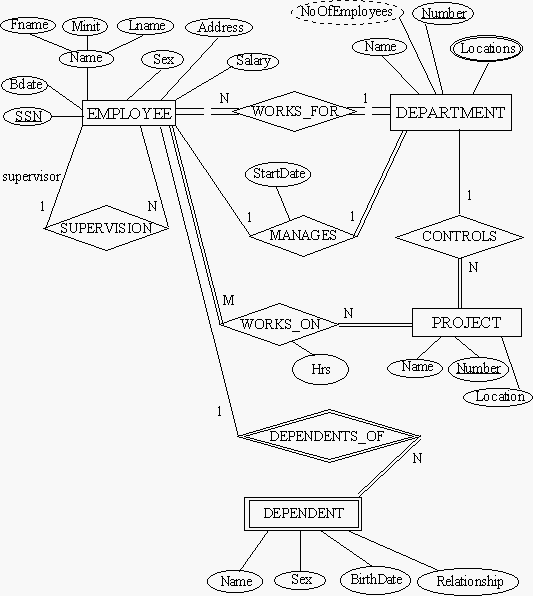 Fname
Minit
Lname
Name
Bdate
SSN
Sex
Address
Salary
NoOfEmployees
Number
Name
Locations
EMPLOYEE
N
WORKS_FOR
1
DEPARTMENT
supervisor
1
N
SUPERVISION
StartDate
1
MANAGES
1
1
CONTROLS
N
M
WORKS_ON
N
PROJECT
Hrs
Name
Number
Location
1
DEPENDENTS_OF
N
DEPENDENT
Name
Sex
BirthDate
Relationship